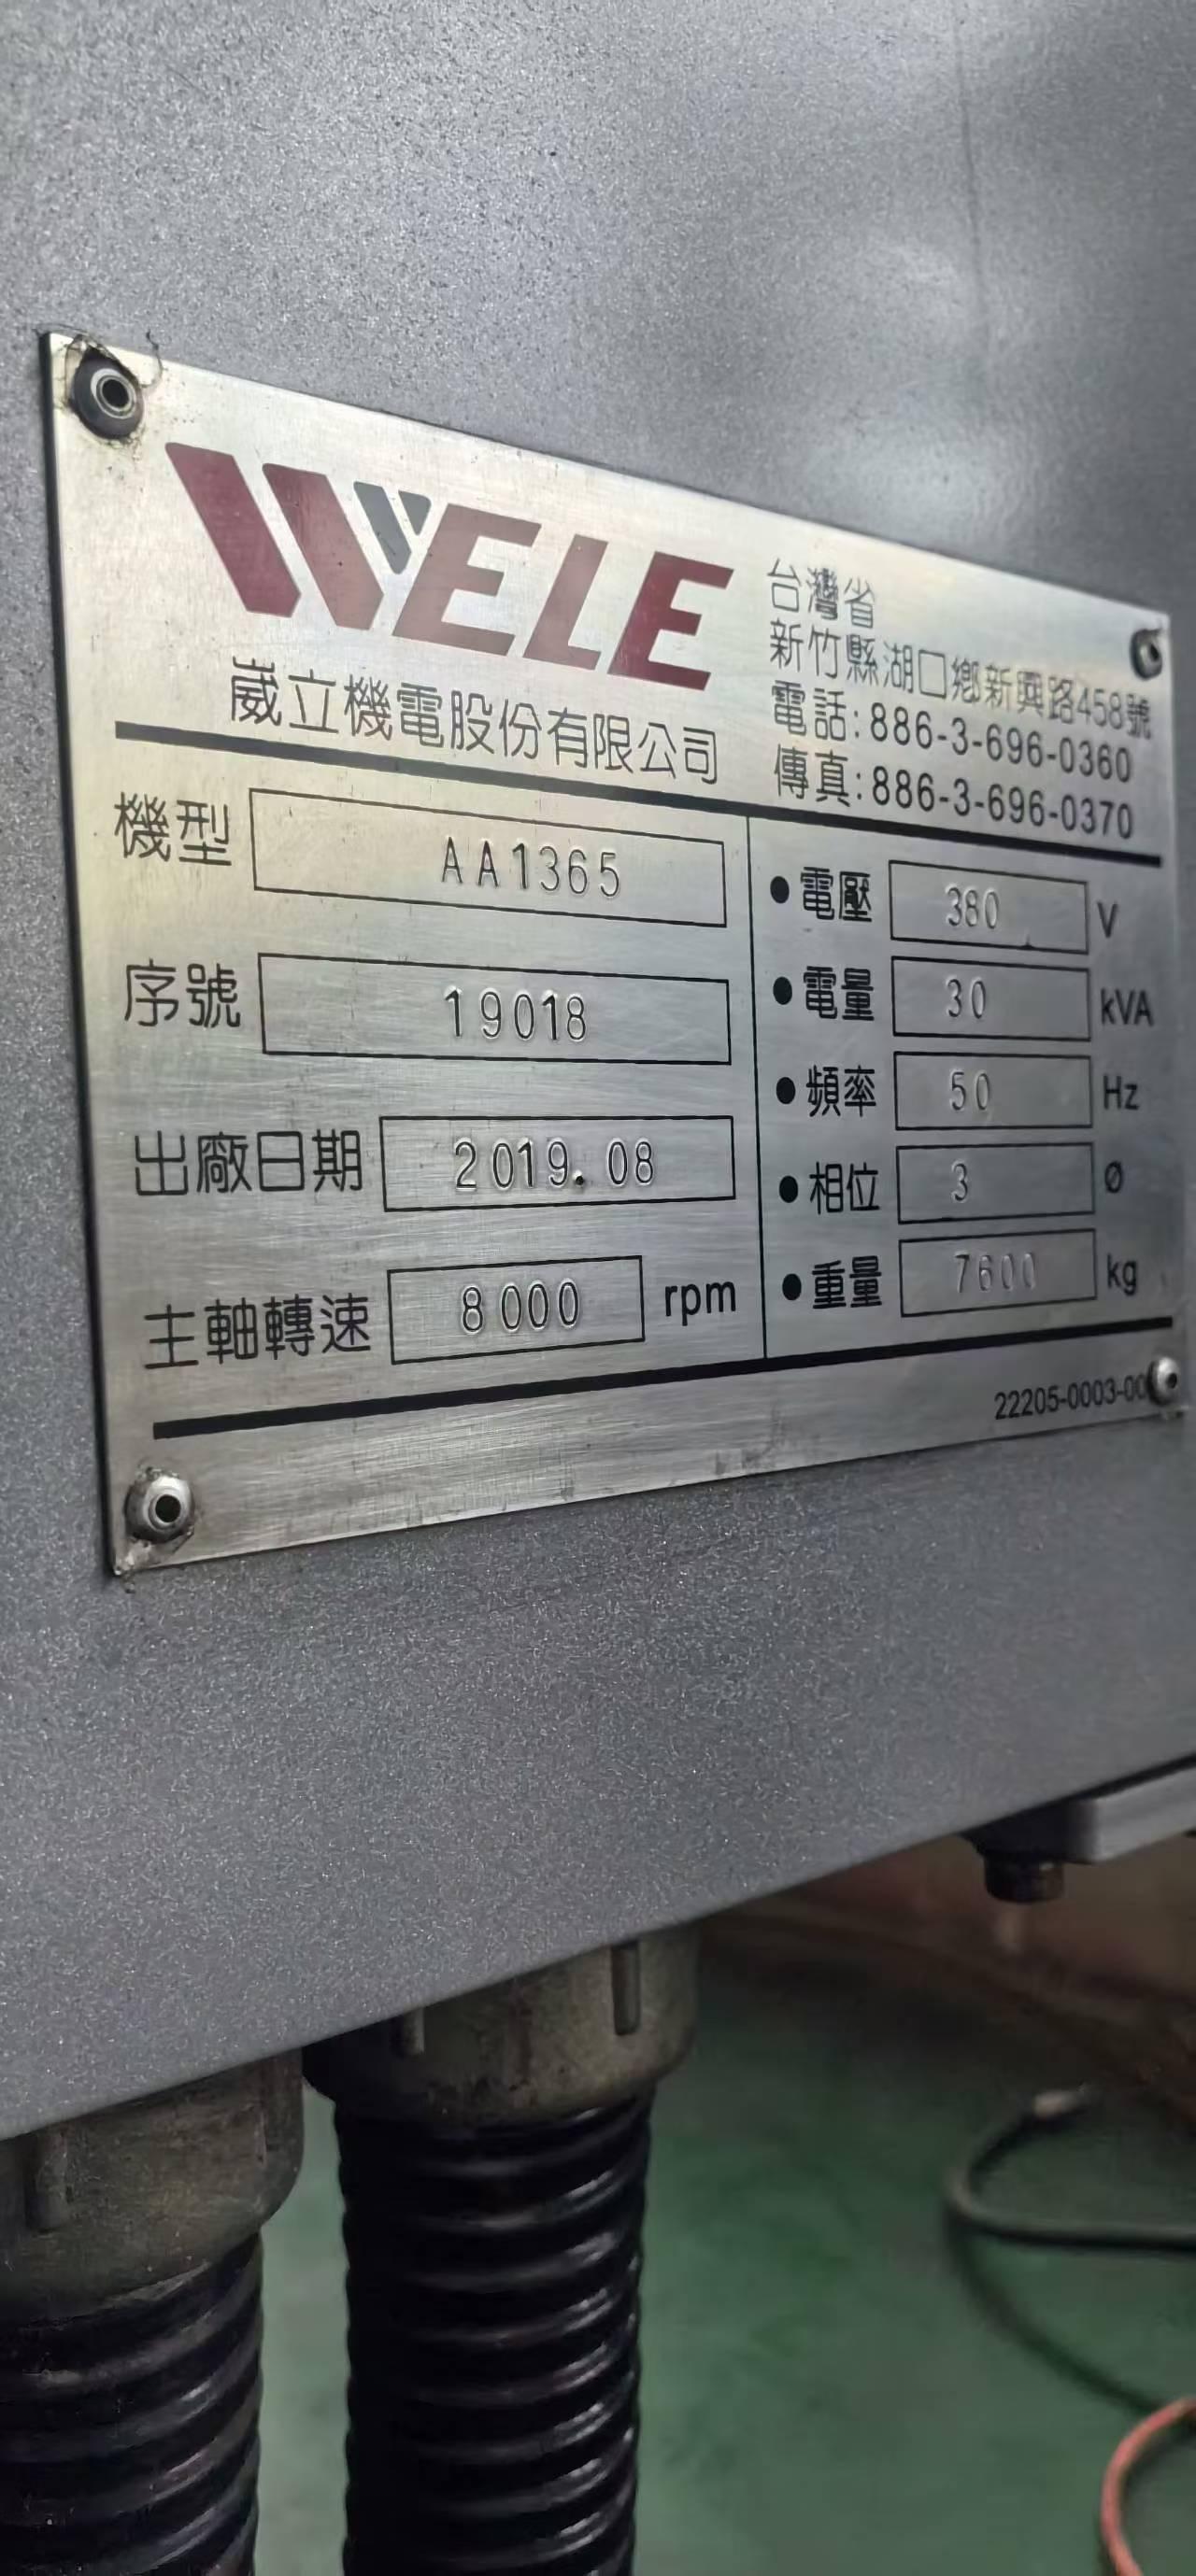 WELE
崴立機電股份有限公司
台灣省
新竹縣湖口鄉新興路458號
電話:886-3-696-0360
傳真:886-3-696-0370
機型 AA1365
序號 19018
出廠日期 2019.08
主軸轉速 8000 rpm
●電壓 380 V
●電量 30 kVA
●頻率 50 Hz
●相位 3 Ø
●重量 7600 kg
22205-0003-00